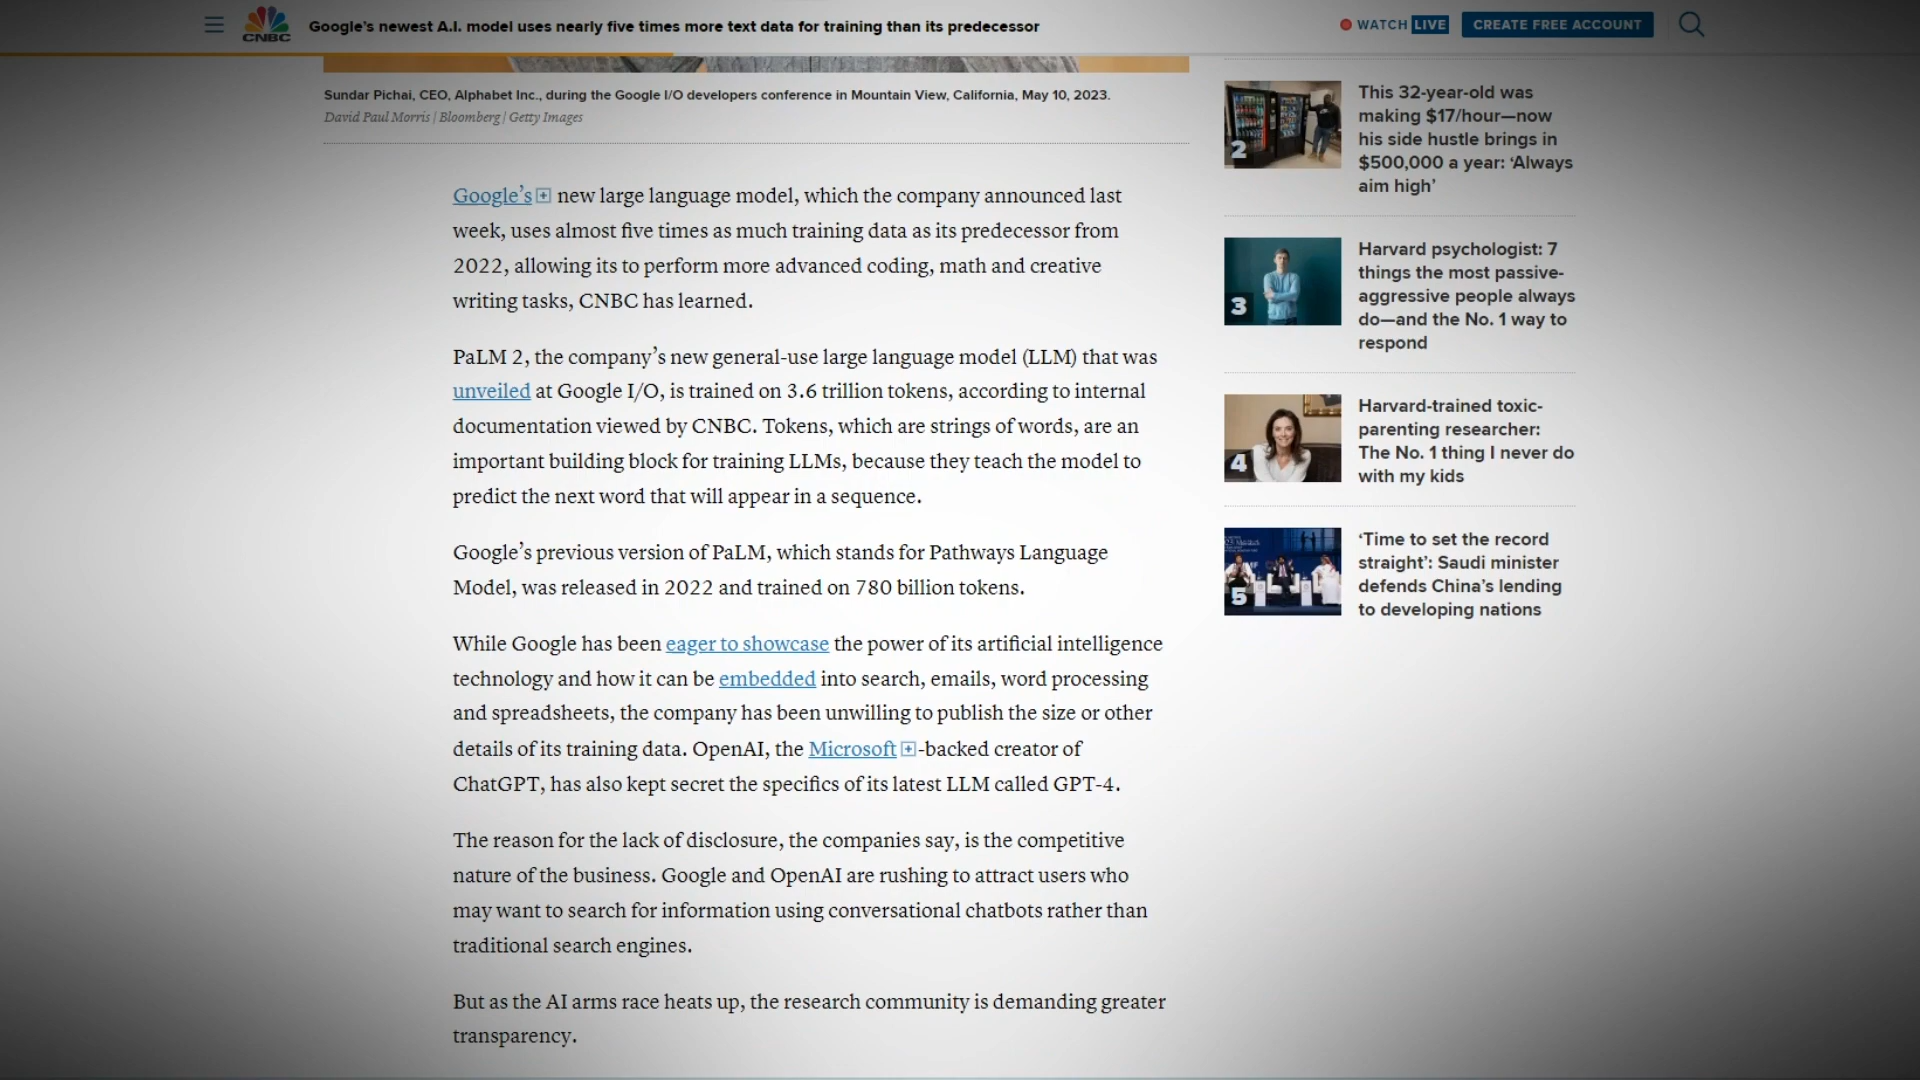 CNBC
Google's newest A.I. model uses nearly five times more text data for training than its predecessor
WATCH LIVE
CREATE FREE ACCOUNT
Sundar Pichai, CEO, Alphabet Inc., during the Google I/O developers conference in Mountain View, California, May 10, 2023.
David Paul Morris | Bloomberg | Getty Images
Google’s new large language model, which the company announced last
week, uses almost five times as much training data as its predecessor from
2022, allowing its to perform more advanced coding, math and creative
writing tasks, CNBC has learned.
PaLM 2, the company’s new general-use large language model (LLM) that was
unveiled at Google I/O, is trained on 3.6 trillion tokens, according to internal
documentation viewed by CNBC. Tokens, which are strings of words, are an
important building block for training LLMs, because they teach the model to
predict the next word that will appear in a sequence.
Google’s previous version of PaLM, which stands for Pathways Language
Model, was released in 2022 and trained on 780 billion tokens.
While Google has been eager to showcase the power of its artificial intelligence
technology and how it can be embedded into search, emails, word processing
and spreadsheets, the company has been unwilling to publish the size or other
details of its training data. OpenAI, the Microsoft-backed creator of
ChatGPT, has also kept secret the specifics of its latest LLM called GPT-4.
The reason for the lack of disclosure, the companies say, is the competitive
nature of the business. Google and OpenAI are rushing to attract users who
may want to search for information using conversational chatbots rather than
traditional search engines.
But as the AI arms race heats up, the research community is demanding greater
transparency.
2
This 32-year-old was
making $17/hour—now
his side hustle brings in
$500,000 a year: ‘Always
aim high’
3
Harvard psychologist: 7
things the most passive-
aggressive people always
do—and the No. 1 way to
respond
4
Harvard-trained toxic-
parenting researcher:
The No. 1 thing I never do
with my kids
5
‘Time to set the record
straight’: Saudi minister
defends China’s lending
to developing nations